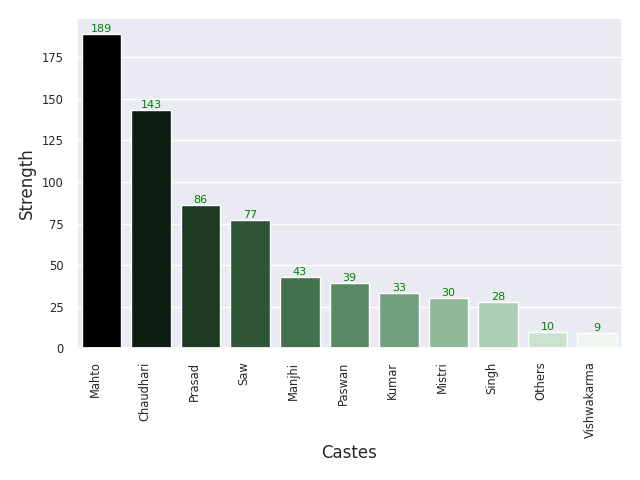 189
143
86
77
43
39
33
30
28
10
9
175
150
125
100
75
50
25
0
Strength
Mahto
Chaudhari
Prasad
Saw
Manjhi
Paswan
Kumar
Mistri
Singh
Others
Vishwakarma
Castes